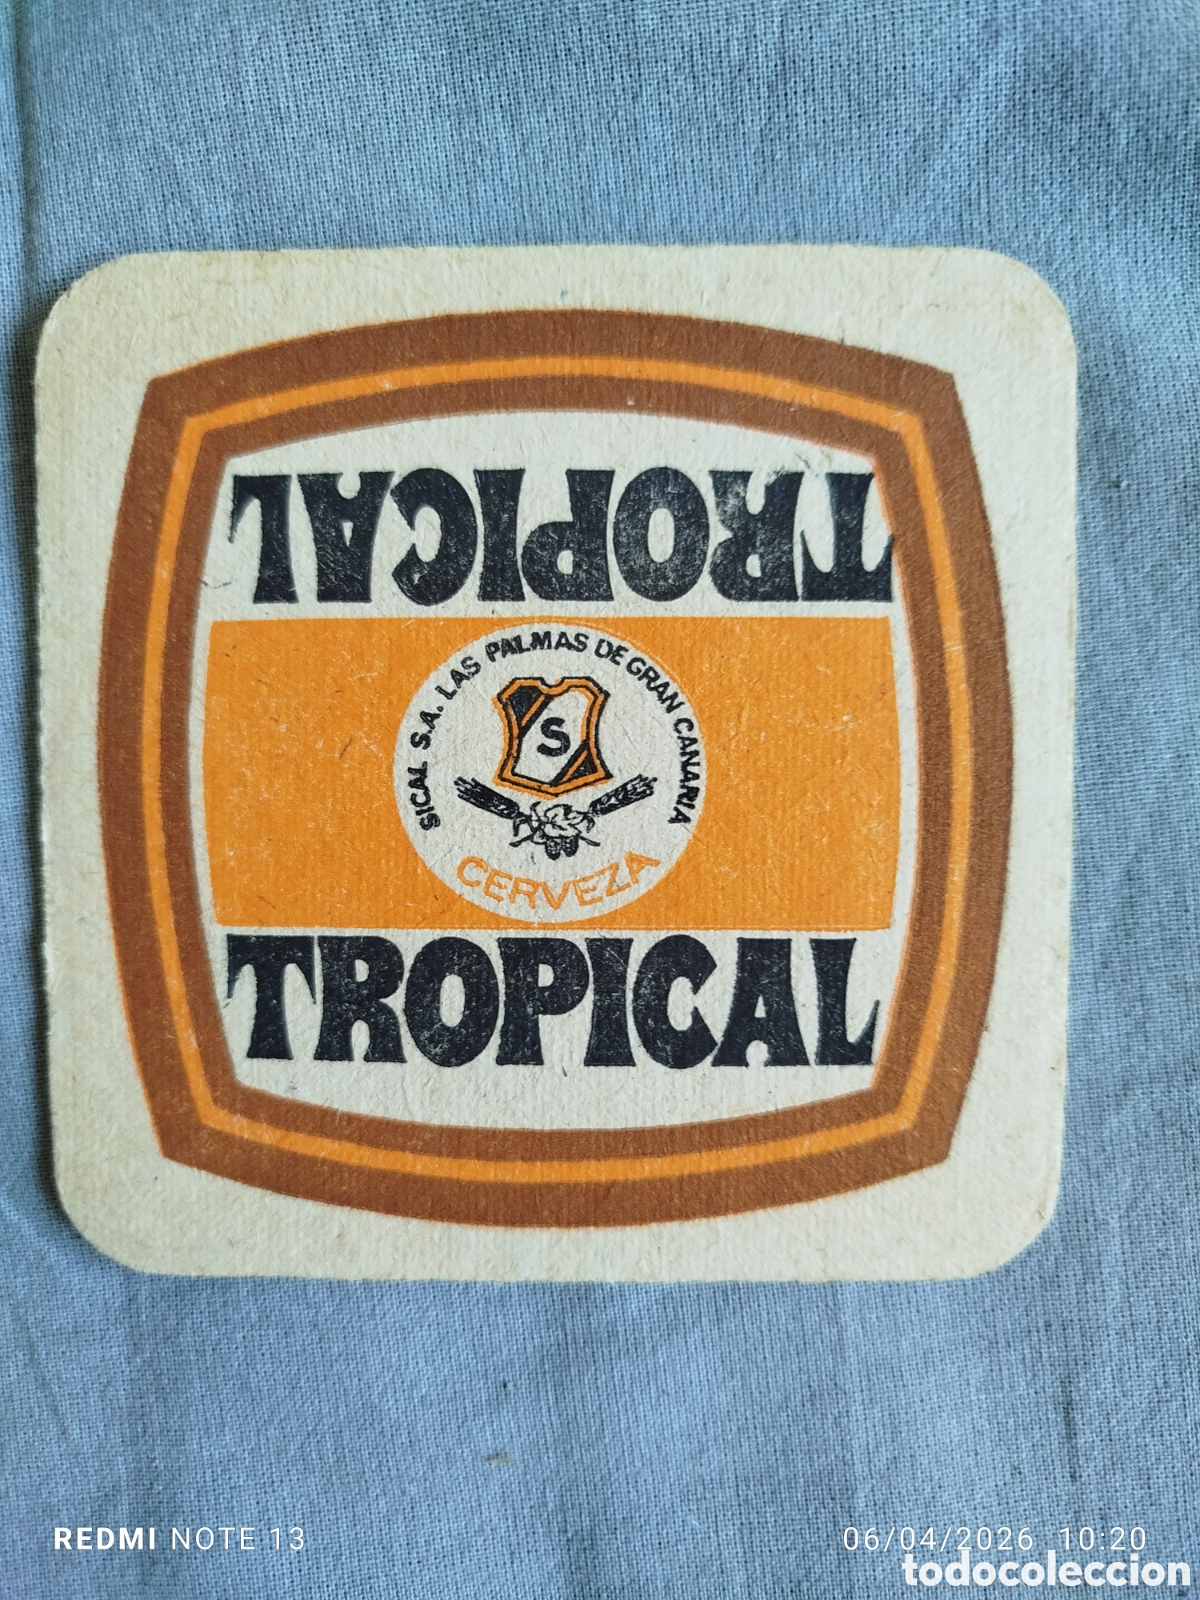 TROPICAL
SICAL S.A. LAS PALMAS DE GRAN CANARIA
S
CERVEZA
TROPICAL
REDMI NOTE 13
06/04/2026 10:20
todocoleccion